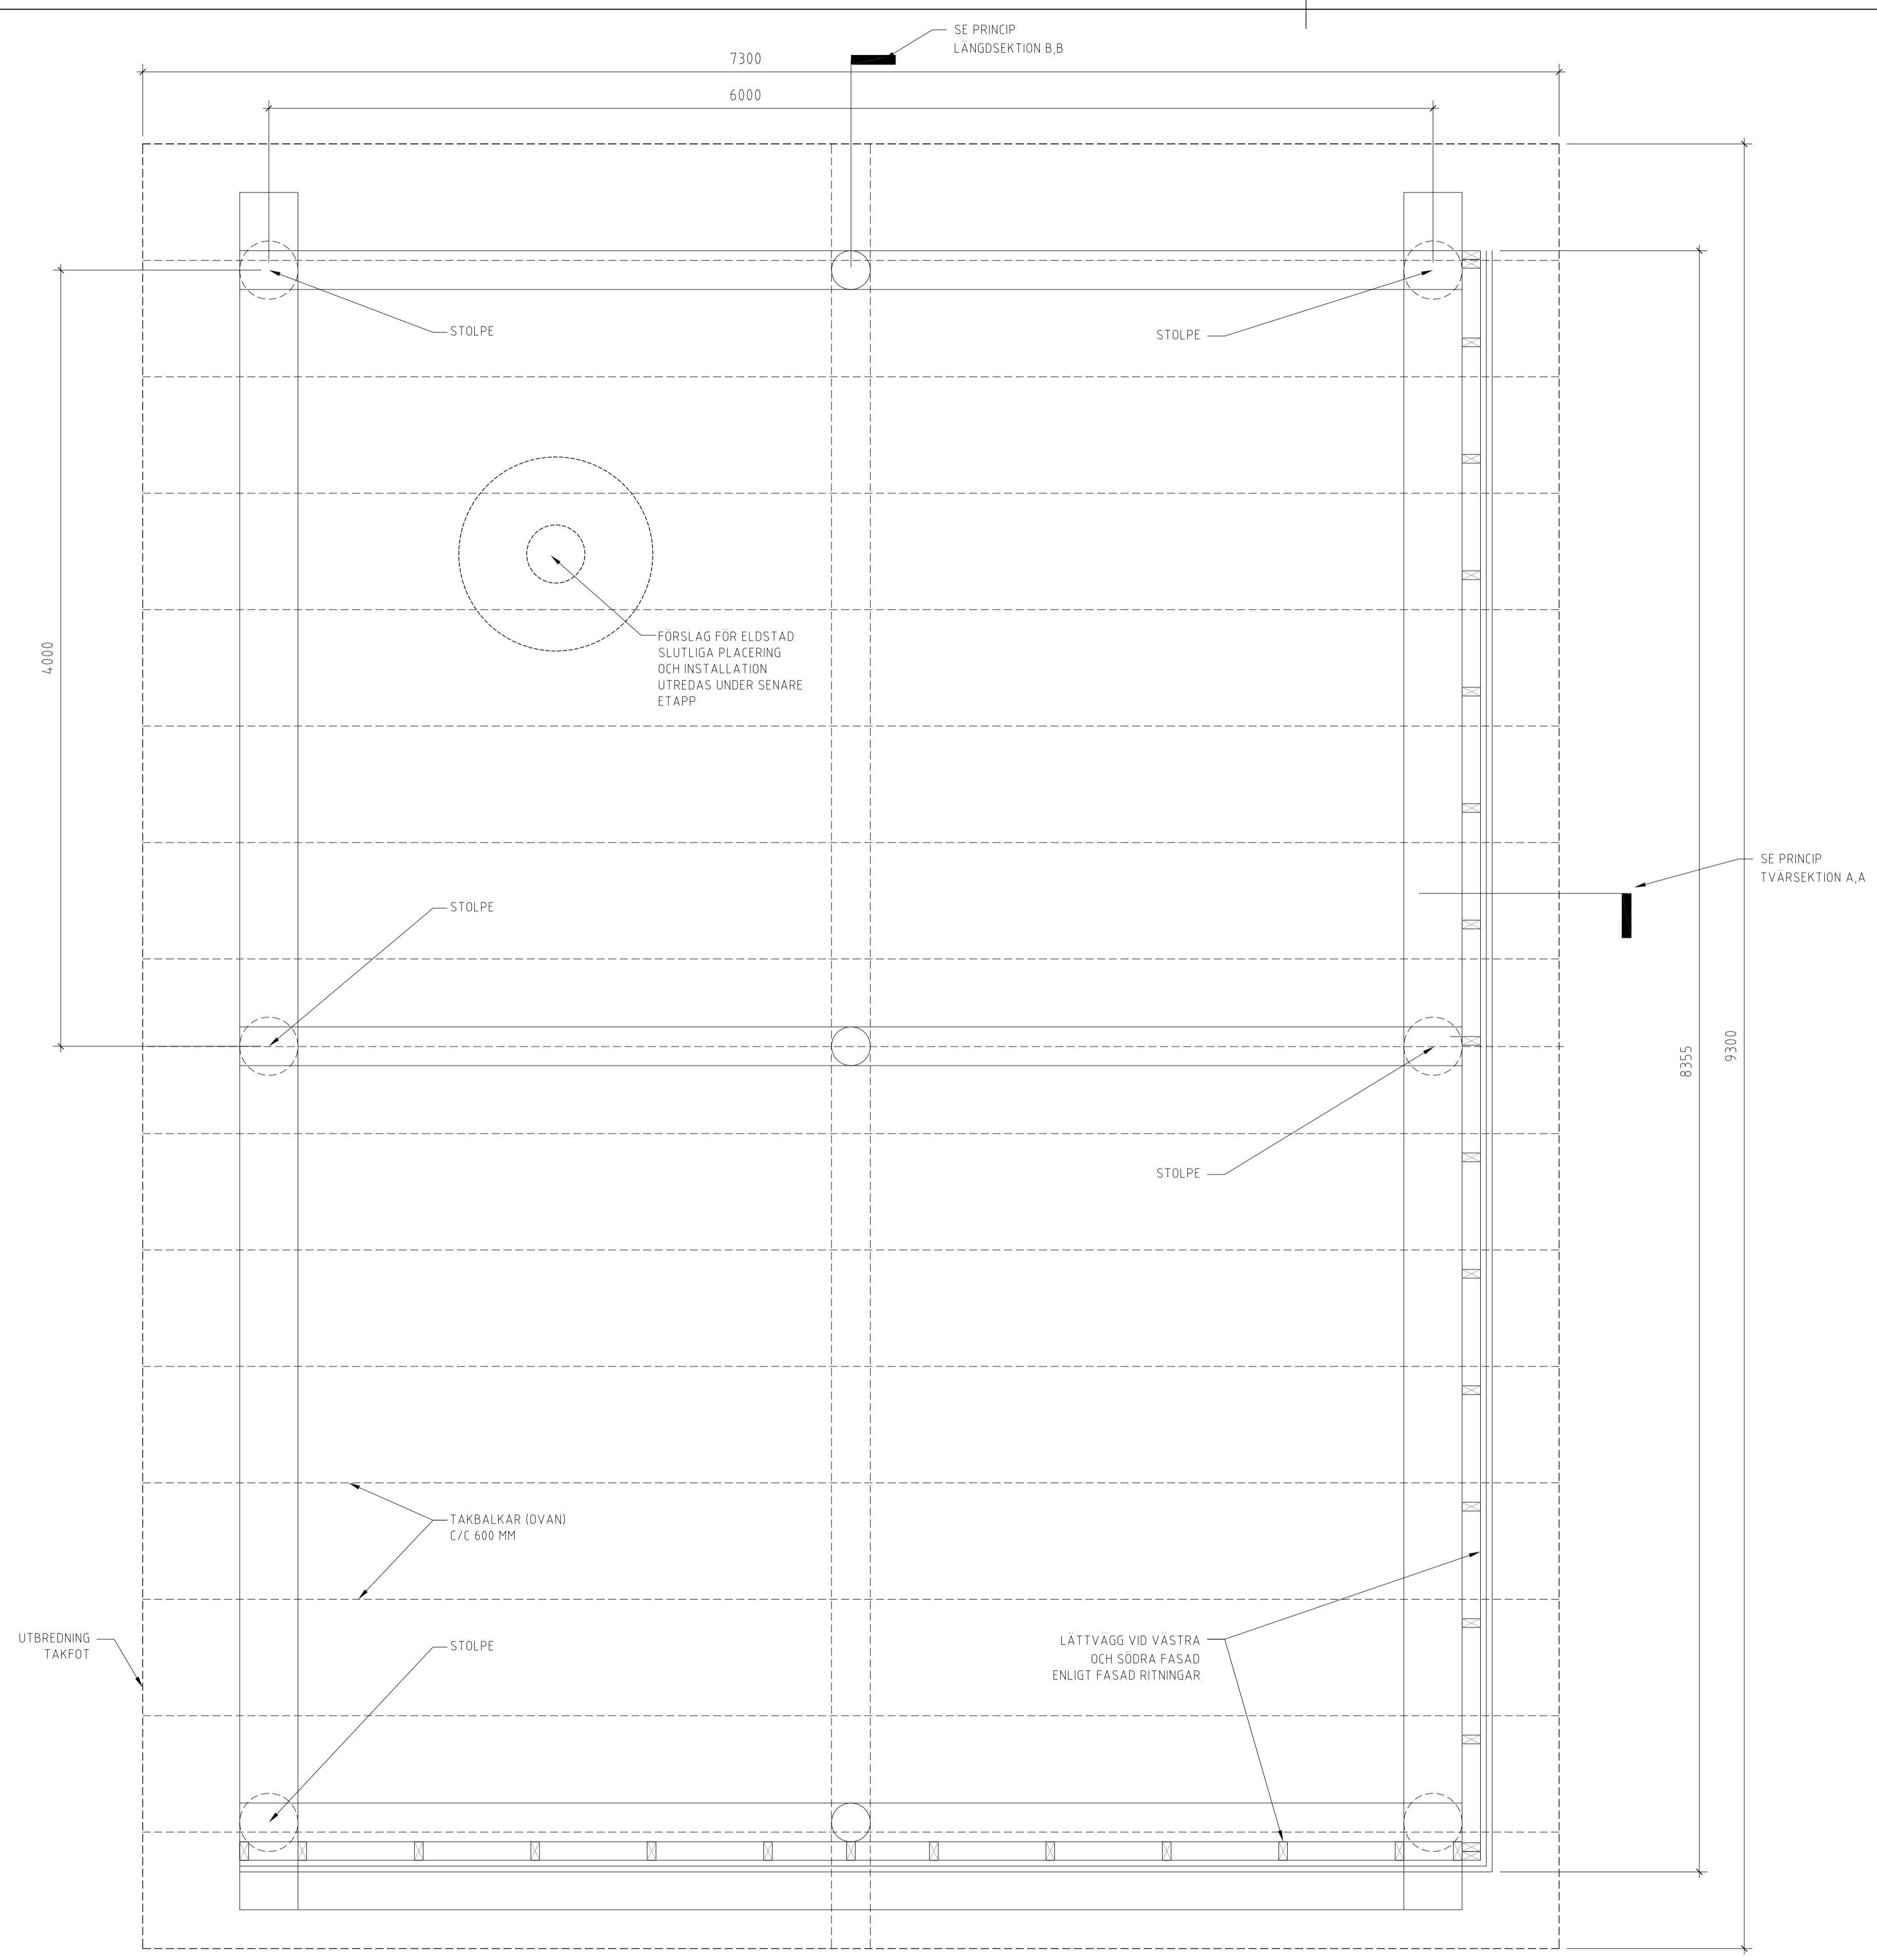 SE PRINCIP
LÄNGDSEKTION B,B
7300
6000
STOLPE
STOLPE
FÖRSLAG FÖR ELDSTAD
SLUTLIGA PLACERING
OCH INSTALLATION
UTREDAS UNDER SENARE
ETAPP
4000
SE PRINCIP
TVÄRSEKTION A,A
STOLPE
8355
9300
STOLPE
TAKBALKAR (OVAN)
C/C 600 MM
UTBREDNING
TAKFOT
STOLPE
LÄTTVÄGG VID VÄSTRA
OCH SÖDRA FASAD
ENLIGT FASAD RITNINGAR